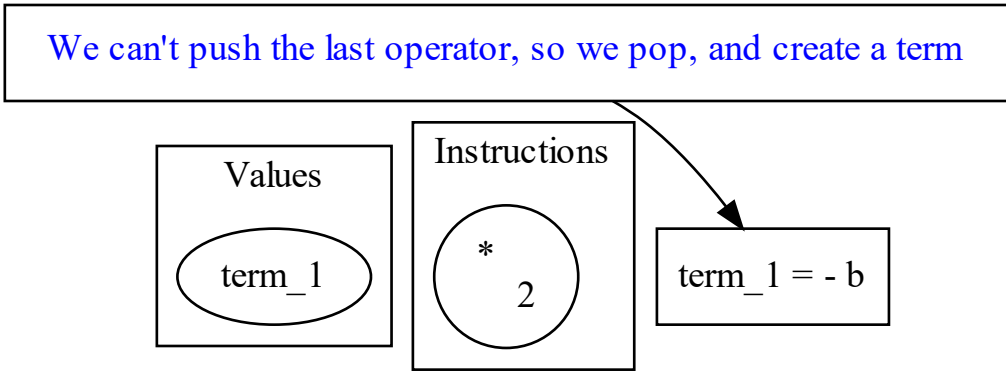 We can't push the last operator, so we pop, and create a term
Values
term_1
Instructions
*
2
term_1 = - b